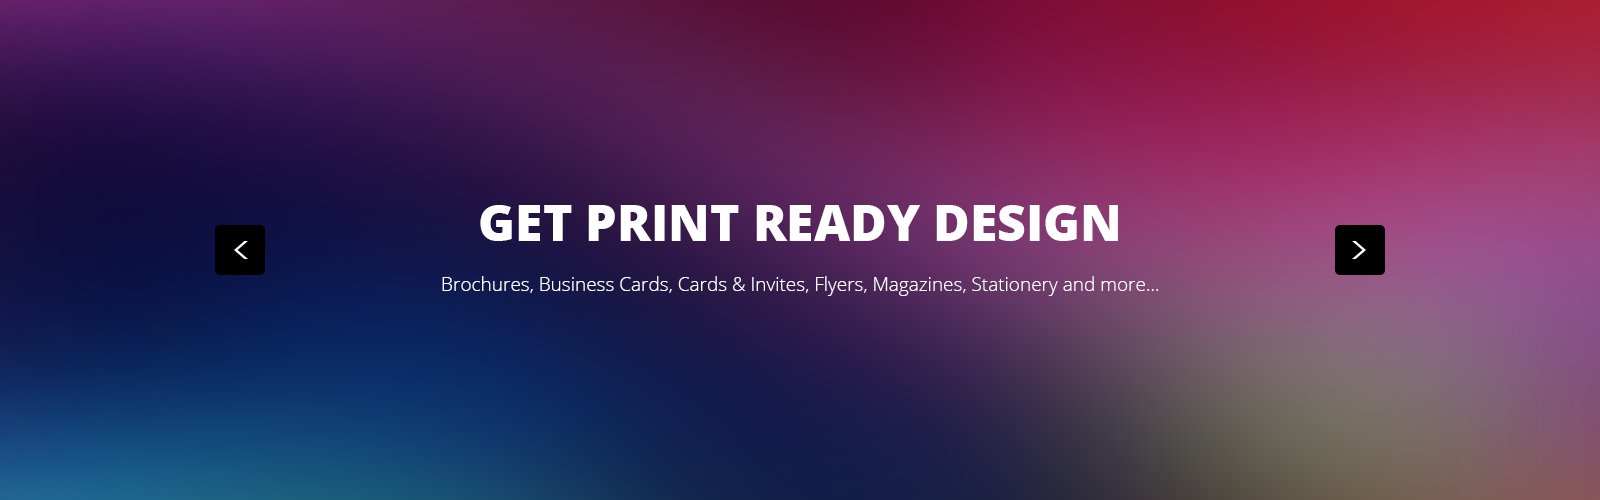 GET PRINT READY DESIGN
Brochures, Business Cards, Cards & Invites, Flyers, Magazines, Stationery and more...